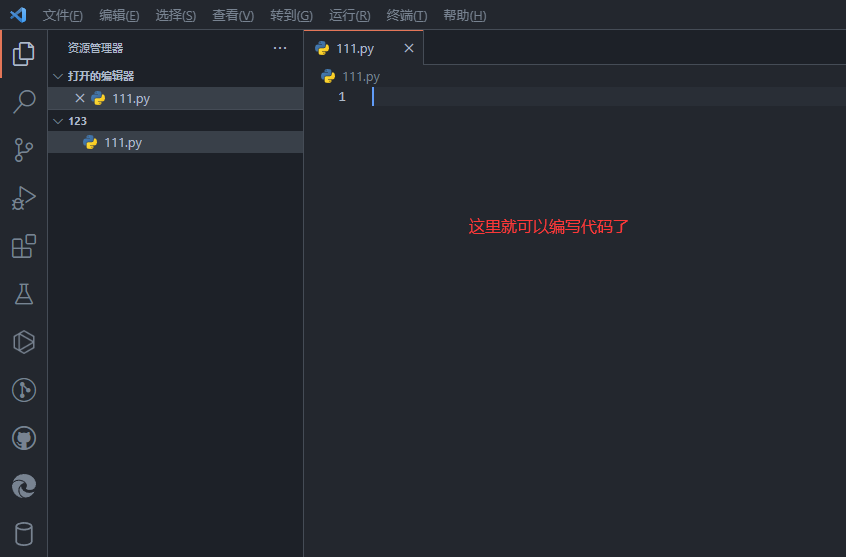 文件(F) 编辑(E) 选择(S) 查看(V) 转到(G) 运行(R) 终端(T) 帮助(H)
资源管理器 ···
打开的编辑器
111.py
123
111.py
111.py
111.py
1
这里就可以编写代码了